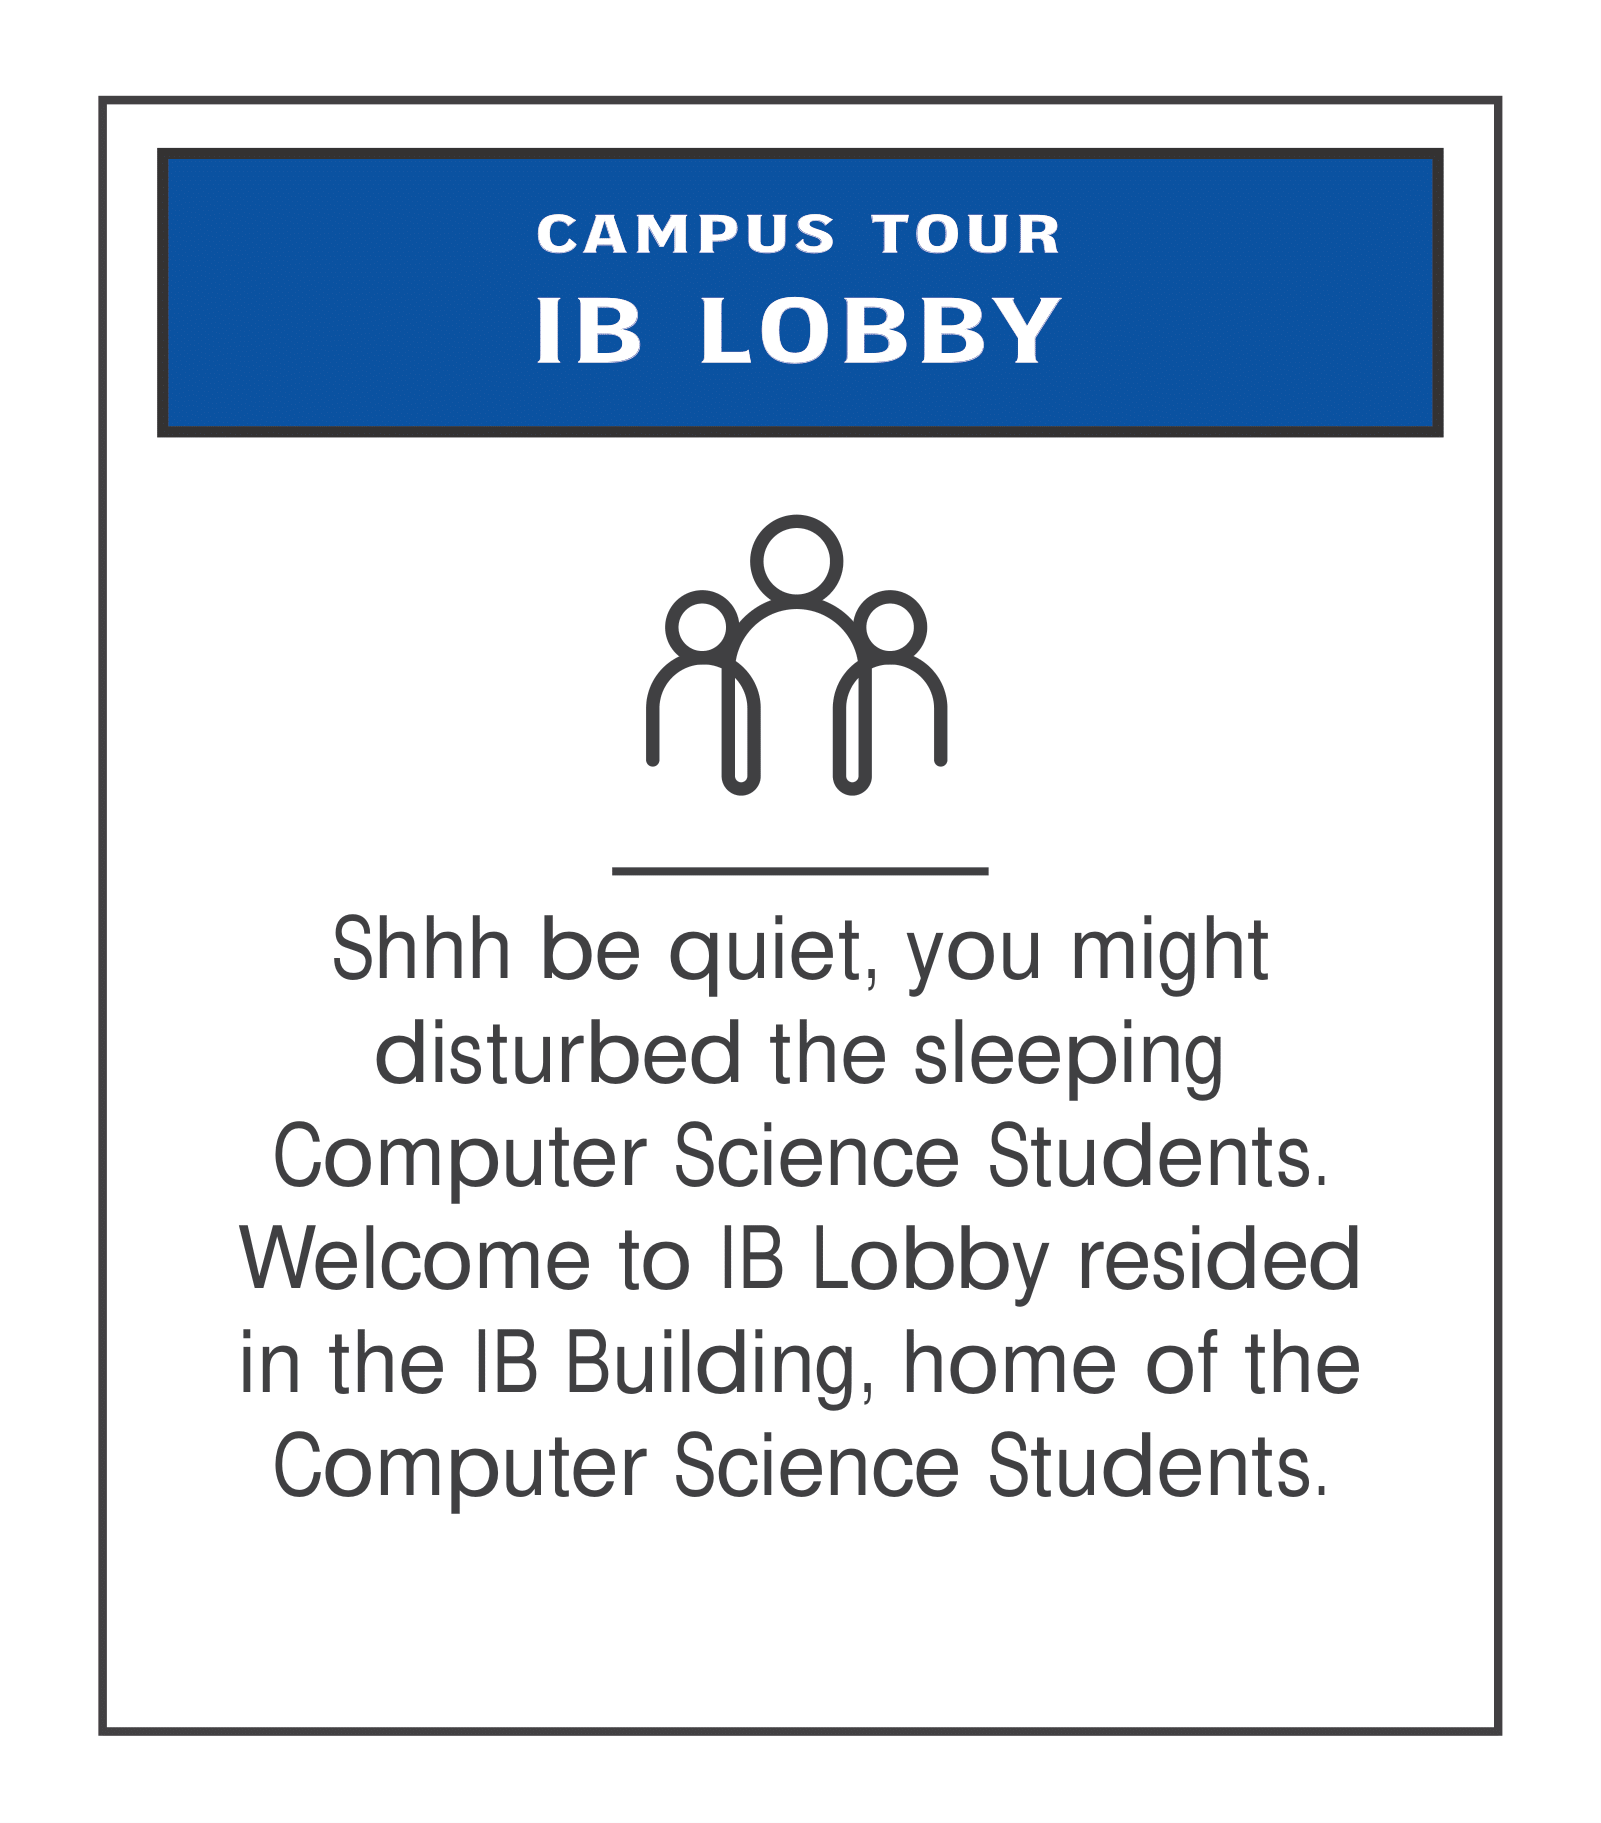 CAMPUS TOUR
IB LOBBY
Shhh be quiet, you might
disturbed the sleeping
Computer Science Students.
Welcome to IB Lobby resided
in the IB Building, home of the
Computer Science Students.